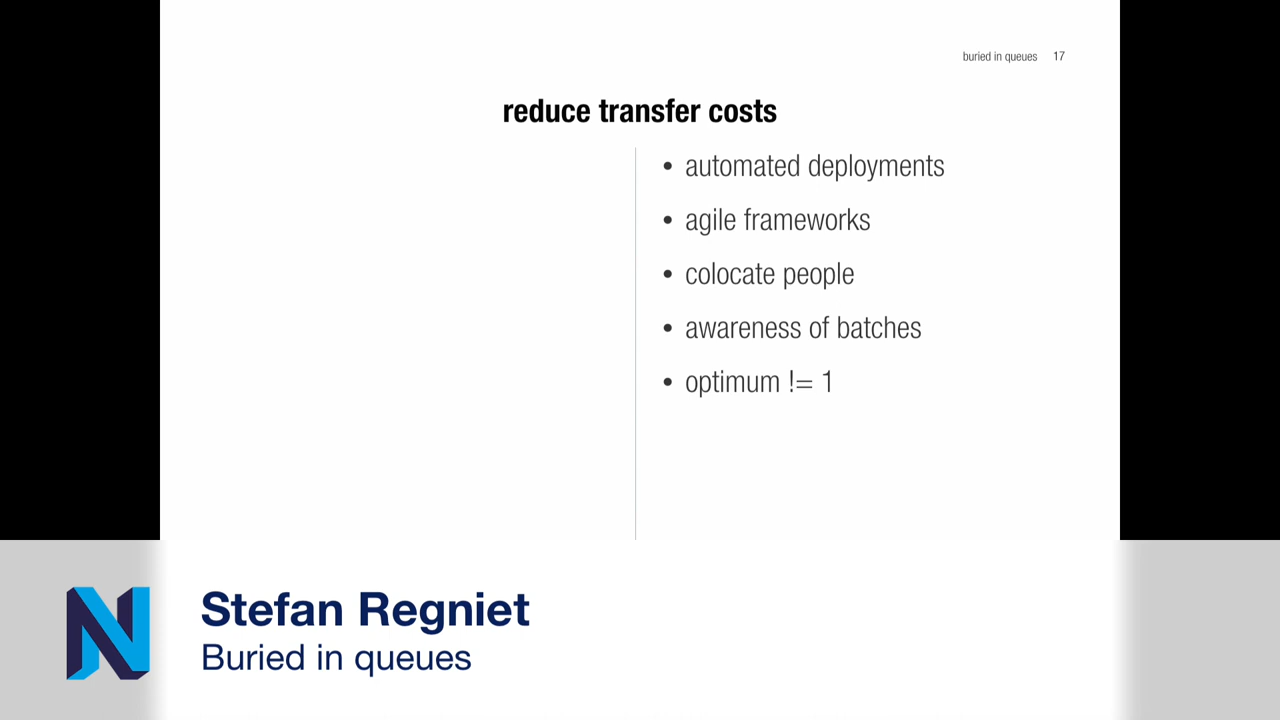 buried in queues 17
reduce transfer costs
• automated deployments
• agile frameworks
• colocate people
• awareness of batches
• optimum != 1
Stefan Regniet
Buried in queues